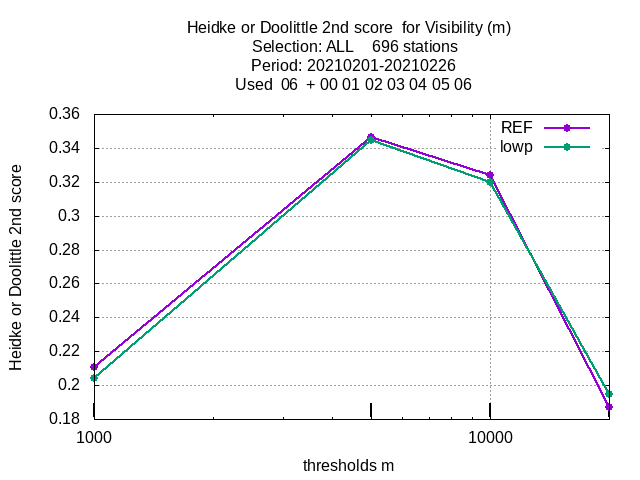 Heidke or Doolittle 2nd score  for Visibility (m)
Selection: ALL    696 stations
Period: 20210201-20210226
Used  06  + 00 01 02 03 04 05 06
REF
lowp
0.36
0.34
0.32
0.3
0.28
0.26
0.24
0.22
0.2
0.18
Heidke or Doolittle 2nd score
1000
10000
thresholds m